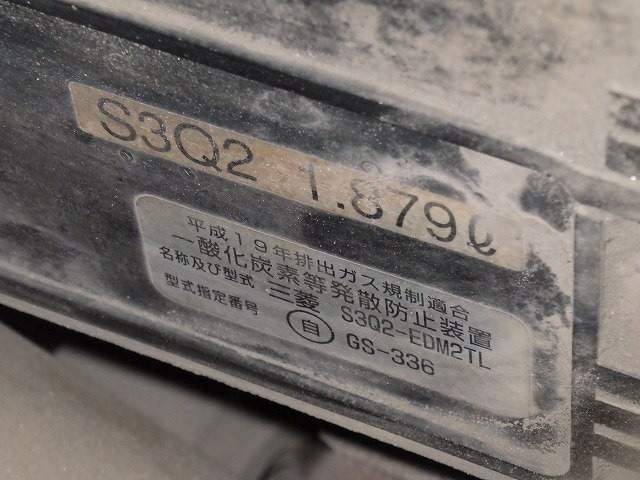 S3Q2 1.879ℓ
平成19年排出ガス規制適合
一酸化炭素等発散防止装置
名称及び型式 三菱 S3Q2-EDM2TL
型式指定番号 自 GS-336